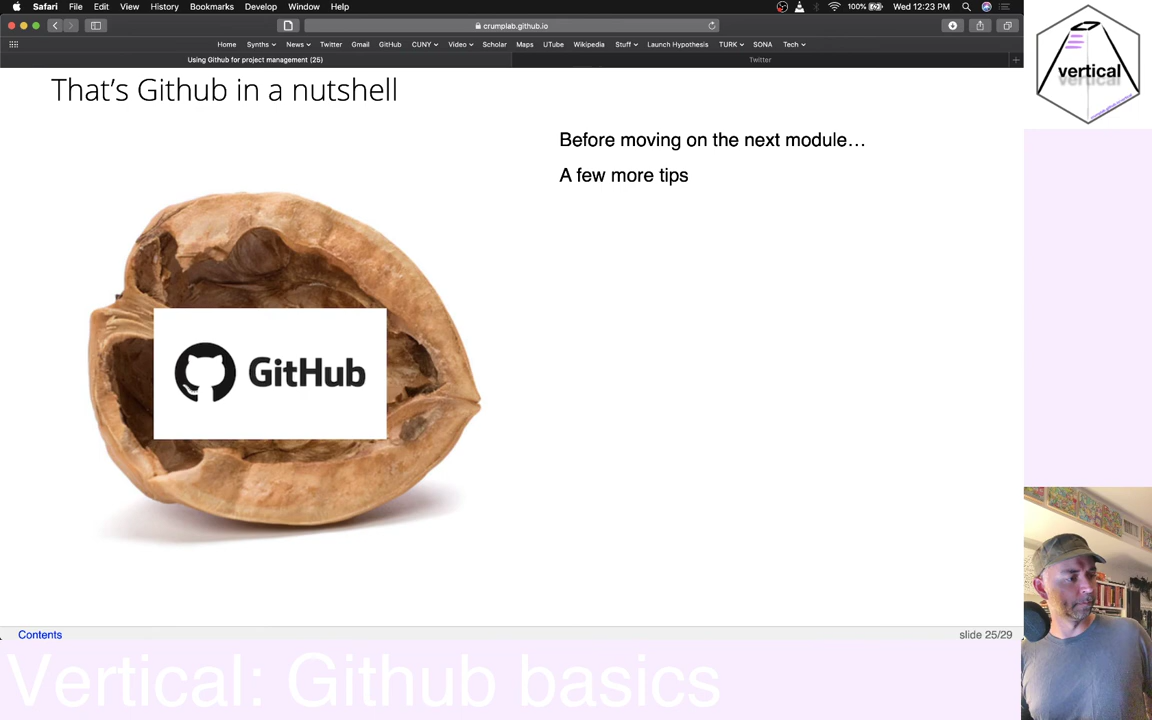 Safari File Edit View History Bookmarks Develop Window Help
100% Wed 12:23 PM
crumplab.github.io
Home Synths News Twitter Gmail GitHub CUNY Video Scholar Maps UTube Wikipedia Stuff Launch Hypothesis TURK SONA Tech
Using Github for project management (25)
Twitter
vertical
That's Github in a nutshell
Before moving on the next module…
A few more tips
GitHub
Contents
slide 25/29
Vertical: Github basics